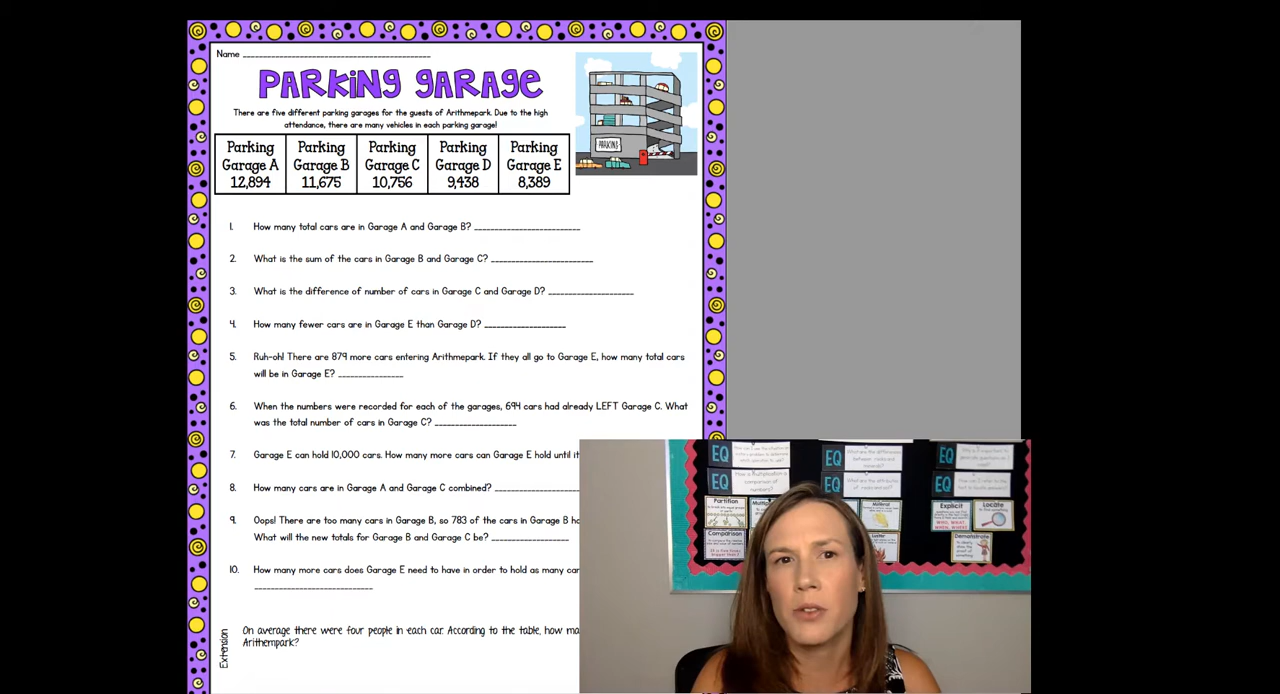 Name
PARKING GARAGE
There are five different parking garages for the guests of Arithmepark. Due to the high
attendance, there are many vehicles in each parking garage!
PARKING
Parking Parking Parking Parking Parking
Garage A Garage B Garage C Garage D Garage E
12,894 11,675 10,756 9,438 8,389
1. How many total cars are in Garage A and Garage B?
2. What is the sum of the cars in Garage B and Garage C?
3. What is the difference of number of cars in Garage C and Garage D?
4. How many fewer cars are in Garage E than Garage D?
5. Ruh-oh! There are 879 more cars entering Arithmepark. If they all go to Garage E, how many total cars
will be in Garage E?
6. When the numbers were recorded for each of the garages, 694 cars had already LEFT Garage C. What
was the total number of cars in Garage C?
7. Garage E can hold 10,000 cars. How many more cars can Garage E hold until it
8. How many cars are in Garage A and Garage C combined?
9. Oops! There are too many cars in Garage B, so 783 of the cars in Garage B
What will the new totals for Garage B and Garage C be?
10. How many more cars does Garage E need to have in order to hold as many
Extension
On average there were four people in each car. According to the table, how
Arithempark?
EQ
EQ
EQ
EQ
EQ
EQ
Partition
Material
Explicit
WHO, WHAT,
WHEN, WHERE
Locate
Comparison
Luster
Demonstrate